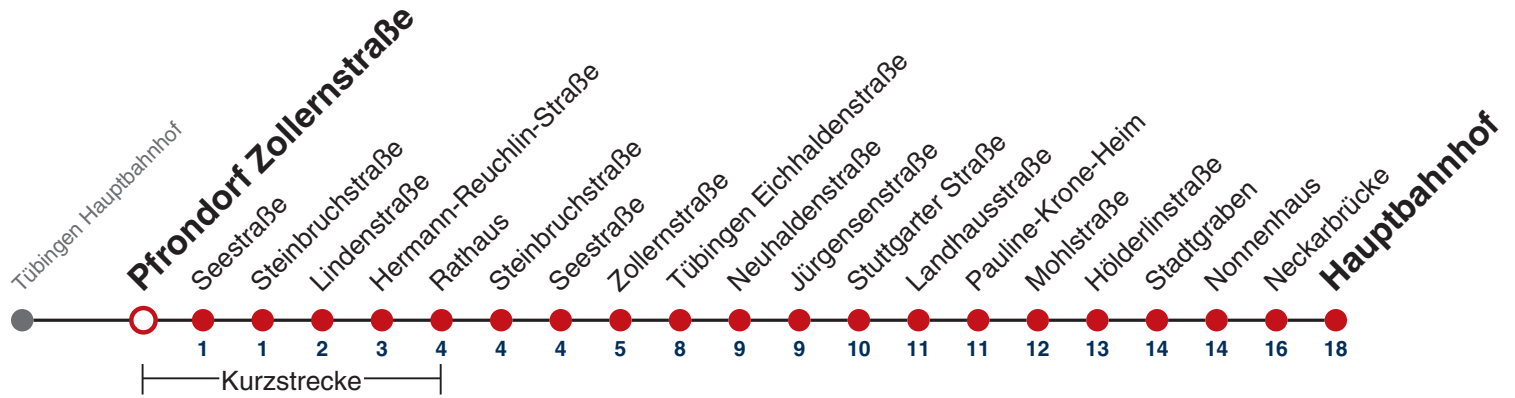 Tübingen Hauptbahnhof
Pfrondorf Zollernstraße
Seestraße
Steinbruchstraße
Lindenstraße
Hermann-Reuchlin-Straße
Rathaus
Steinbruchstraße
Seestraße
Zollernstraße
Tübingen Eichhaldenstraße
Neuhaldenstraße
Jürgensenstraße
Stuttgarter Straße
Landhausstraße
Pauline-Krone-Heim
Mohlstraße
Hölderlinstraße
Stadtgraben
Nonnenhaus
Neckarbrücke
Hauptbahnhof
1 1 2 3 4 4 4 5 8 9 9 10 11 11 12 13 14 14 16 18
Kurzstrecke